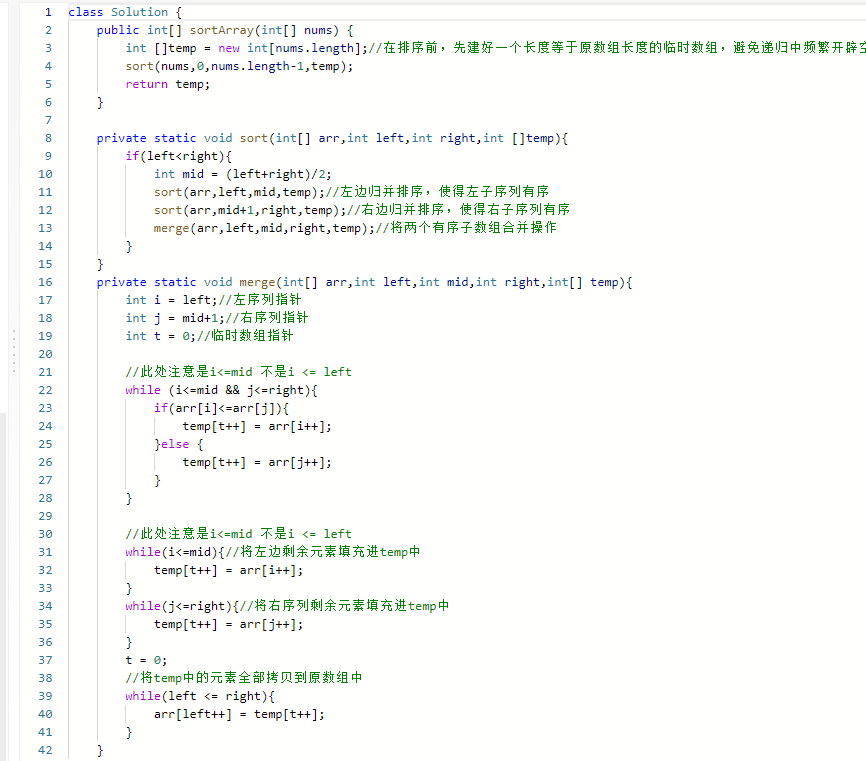 1 class Solution {
2 public int[] sortArray(int[] nums) {
3 int []temp = new int[nums.length];//在排序前，先建好一个长度等于原数组长度的临时数组，避免递归中频繁开辟空
4 sort(nums,0,nums.length-1,temp);
5 return temp;
6 }
7
8 private static void sort(int[] arr,int left,int right,int []temp){
9 if(left<right){
10 int mid = (left+right)/2;
11 sort(arr,left,mid,temp);//左边归并排序，使得左子序列有序
12 sort(arr,mid+1,right,temp);//右边归并排序，使得右子序列有序
13 merge(arr,left,mid,right,temp);//将两个有序子数组合并操作
14 }
15 }
16 private static void merge(int[] arr,int left,int mid,int right,int[] temp){
17 int i = left;//左序列指针
18 int j = mid+1;//右序列指针
19 int t = 0;//临时数组指针
20
21 //此处注意是i<=mid 不是i <= left
22 while (i<=mid && j<=right){
23 if(arr[i]<=arr[j]){
24 temp[t++] = arr[i++];
25 }else {
26 temp[t++] = arr[j++];
27 }
28 }
29
30 //此处注意是i<=mid 不是i <= left
31 while(i<=mid){//将左边剩余元素填充进temp中
32 temp[t++] = arr[i++];
33 }
34 while(j<=right){//将右序列剩余元素填充进temp中
35 temp[t++] = arr[j++];
36 }
37 t = 0;
38 //将temp中的元素全部拷贝到原数组中
39 while(left <= right){
40 arr[left++] = temp[t++];
41 }
42 }